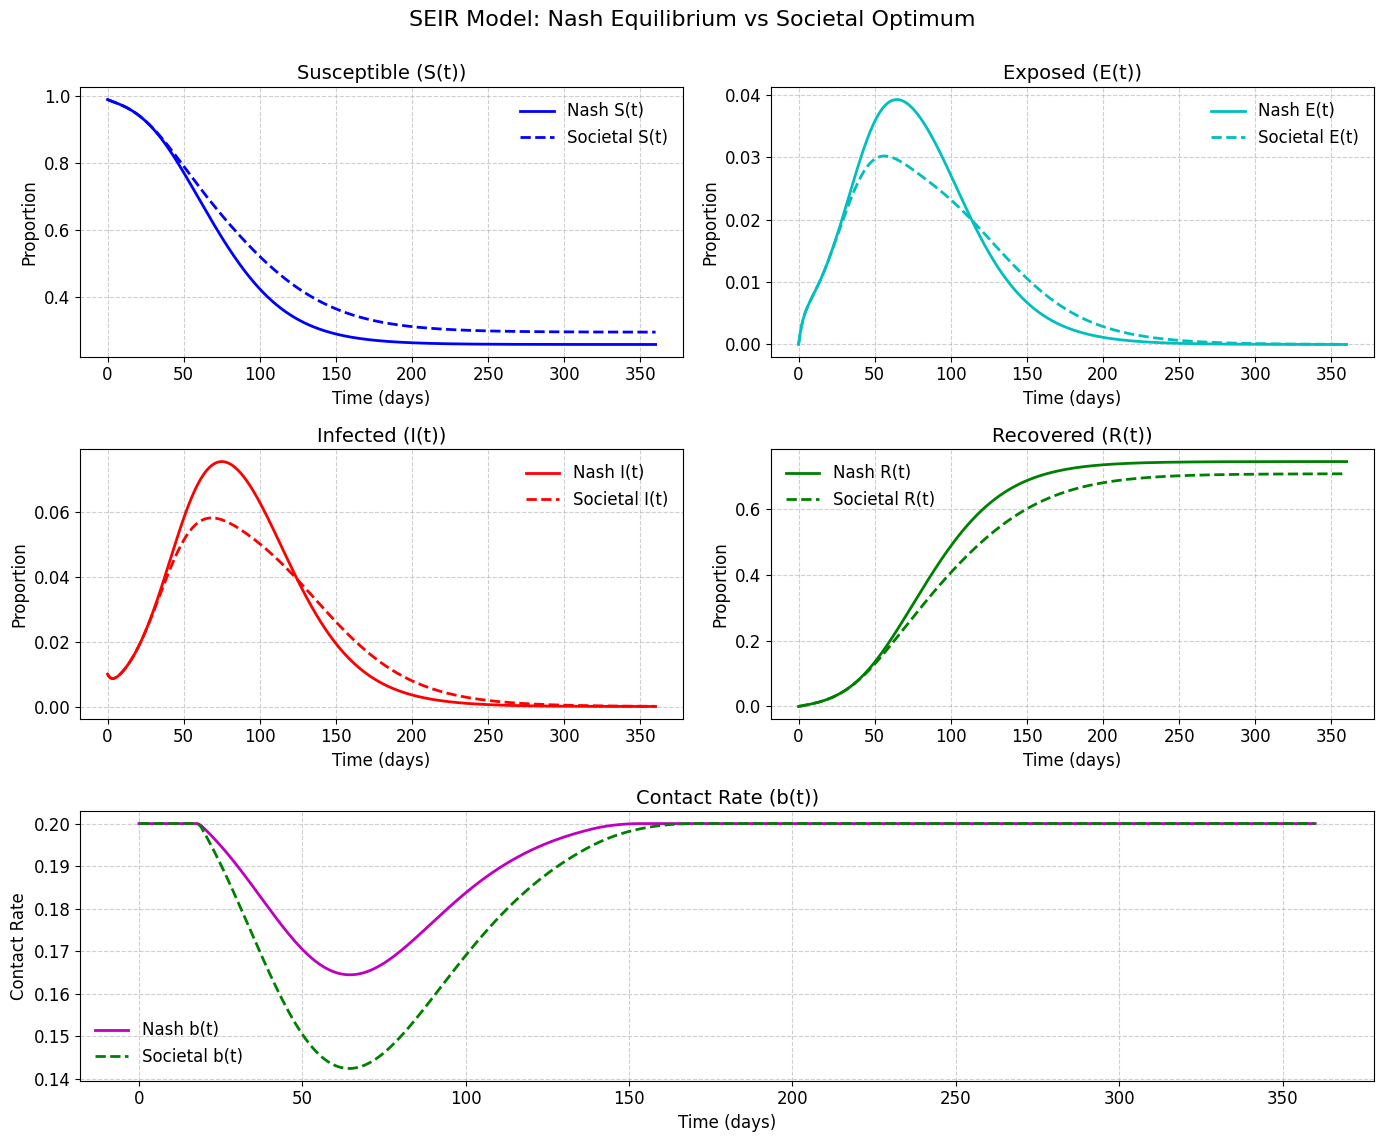 SEIR Model: Nash Equilibrium vs Societal Optimum
Susceptible (S(t))
Proportion
1.0
0.8
0.6
0.4
Nash S(t)
Societal S(t)
0 50 100 150 200 250 300 350
Time (days)
Exposed (E(t))
Proportion
0.04
0.03
0.02
0.01
0.00
Nash E(t)
Societal E(t)
0 50 100 150 200 250 300 350
Time (days)
Infected (I(t))
Proportion
0.06
0.04
0.02
0.00
Nash I(t)
Societal I(t)
0 50 100 150 200 250 300 350
Time (days)
Recovered (R(t))
Proportion
0.6
0.4
0.2
0.0
Nash R(t)
Societal R(t)
0 50 100 150 200 250 300 350
Time (days)
Contact Rate (b(t))
Contact Rate
0.20
0.19
0.18
0.17
0.16
0.15
0.14
Nash b(t)
Societal b(t)
0 50 100 150 200 250 300 350
Time (days)